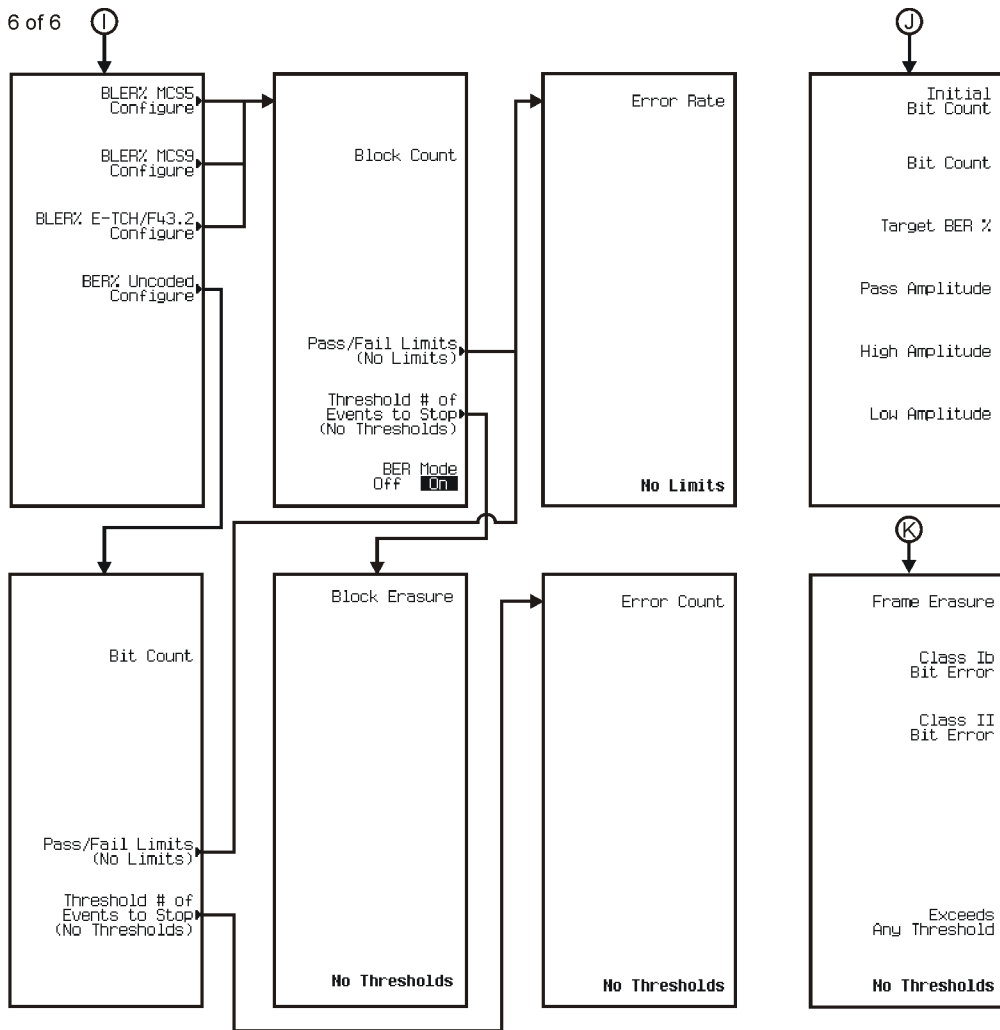 6 of 6
I
BLER% MCS5
Configure
BLER% MCS9
Configure
BLER% E-TCH/F43.2
Configure
BER% Uncoded
Configure
Block Count
Pass/Fail Limits
(No Limits)
Threshold # of
Events to Stop
(No Thresholds)
BER Mode
Off On
Error Rate
No Limits
J
Initial
Bit Count
Bit Count
Target BER %
Pass Amplitude
High Amplitude
Low Amplitude
Bit Count
Pass/Fail Limits
(No Limits)
Threshold # of
Events to Stop
(No Thresholds)
Block Erasure
No Thresholds
Error Count
No Thresholds
K
Frame Erasure
Class Ib
Bit Error
Class II
Bit Error
Exceeds
Any Threshold
No Thresholds